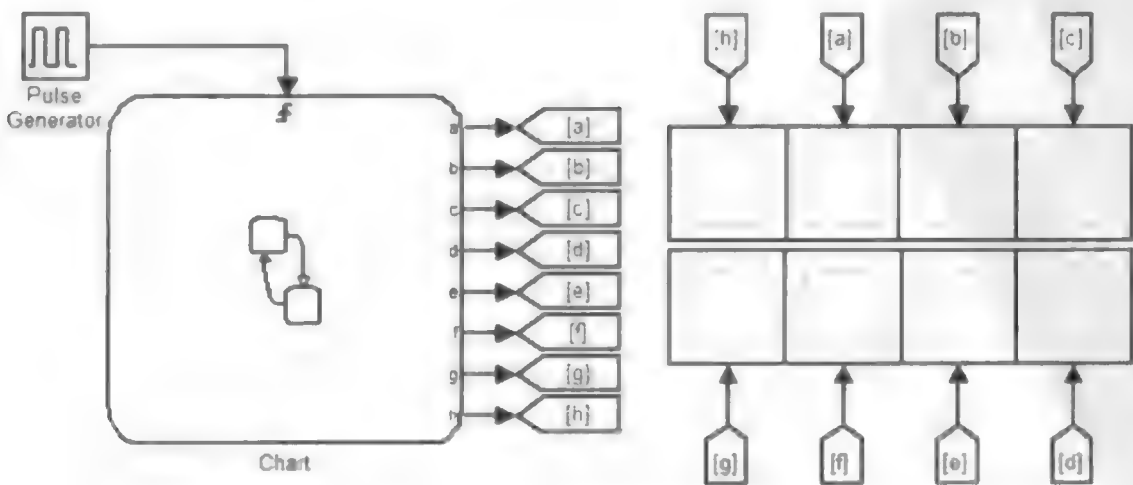 Pulse
Generator
a
b
c
d
e
f
g
h
[a]
[b]
[c]
[d]
[e]
[f]
[g]
[h]
Chart
[h] [a] [b] [c]
[g] [f] [e] [d]